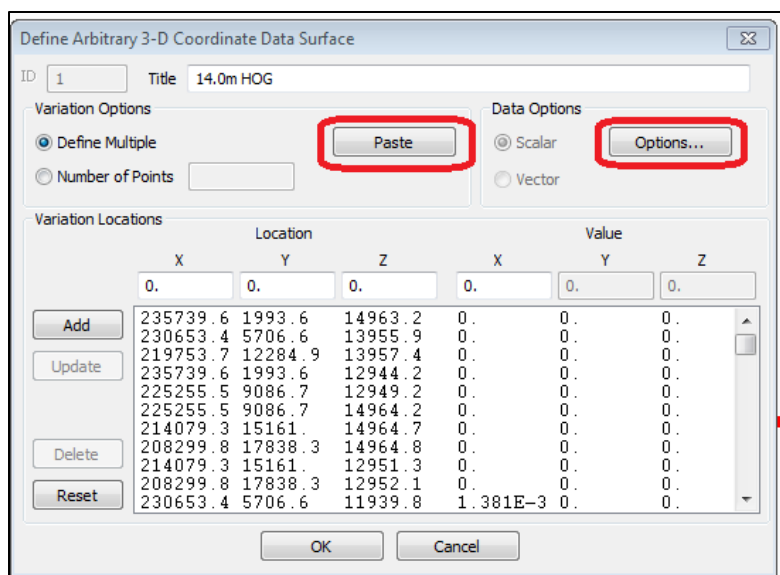 Define Arbitrary 3-D Coordinate Data Surface
ID 1 Title 14.0m HOG
Variation Options
Data Options
Define Multiple
Paste
Scalar
Options...
Number of Points
Vector
Variation Locations
Location Value
X Y Z X Y Z
0. 0. 0. 0. 0. 0.
Add
Update
Delete
Reset
235739.6 1993.6 14963.2 0. 0. 0.
230653.4 5706.6 13955.9 0. 0. 0.
219753.7 12284.9 13957.4 0. 0. 0.
235739.6 1993.6 12944.2 0. 0. 0.
225255.5 9086.7 12949.2 0. 0. 0.
225255.5 9086.7 14964.2 0. 0. 0.
214079.3 15161. 14964.7 0. 0. 0.
208299.8 17838.3 14964.8 0. 0. 0.
214079.3 15161. 12951.3 0. 0. 0.
208299.8 17838.3 12952.1 0. 0. 0.
230653.4 5706.6 11939.8 1.381E-3 0. 0.
OK Cancel